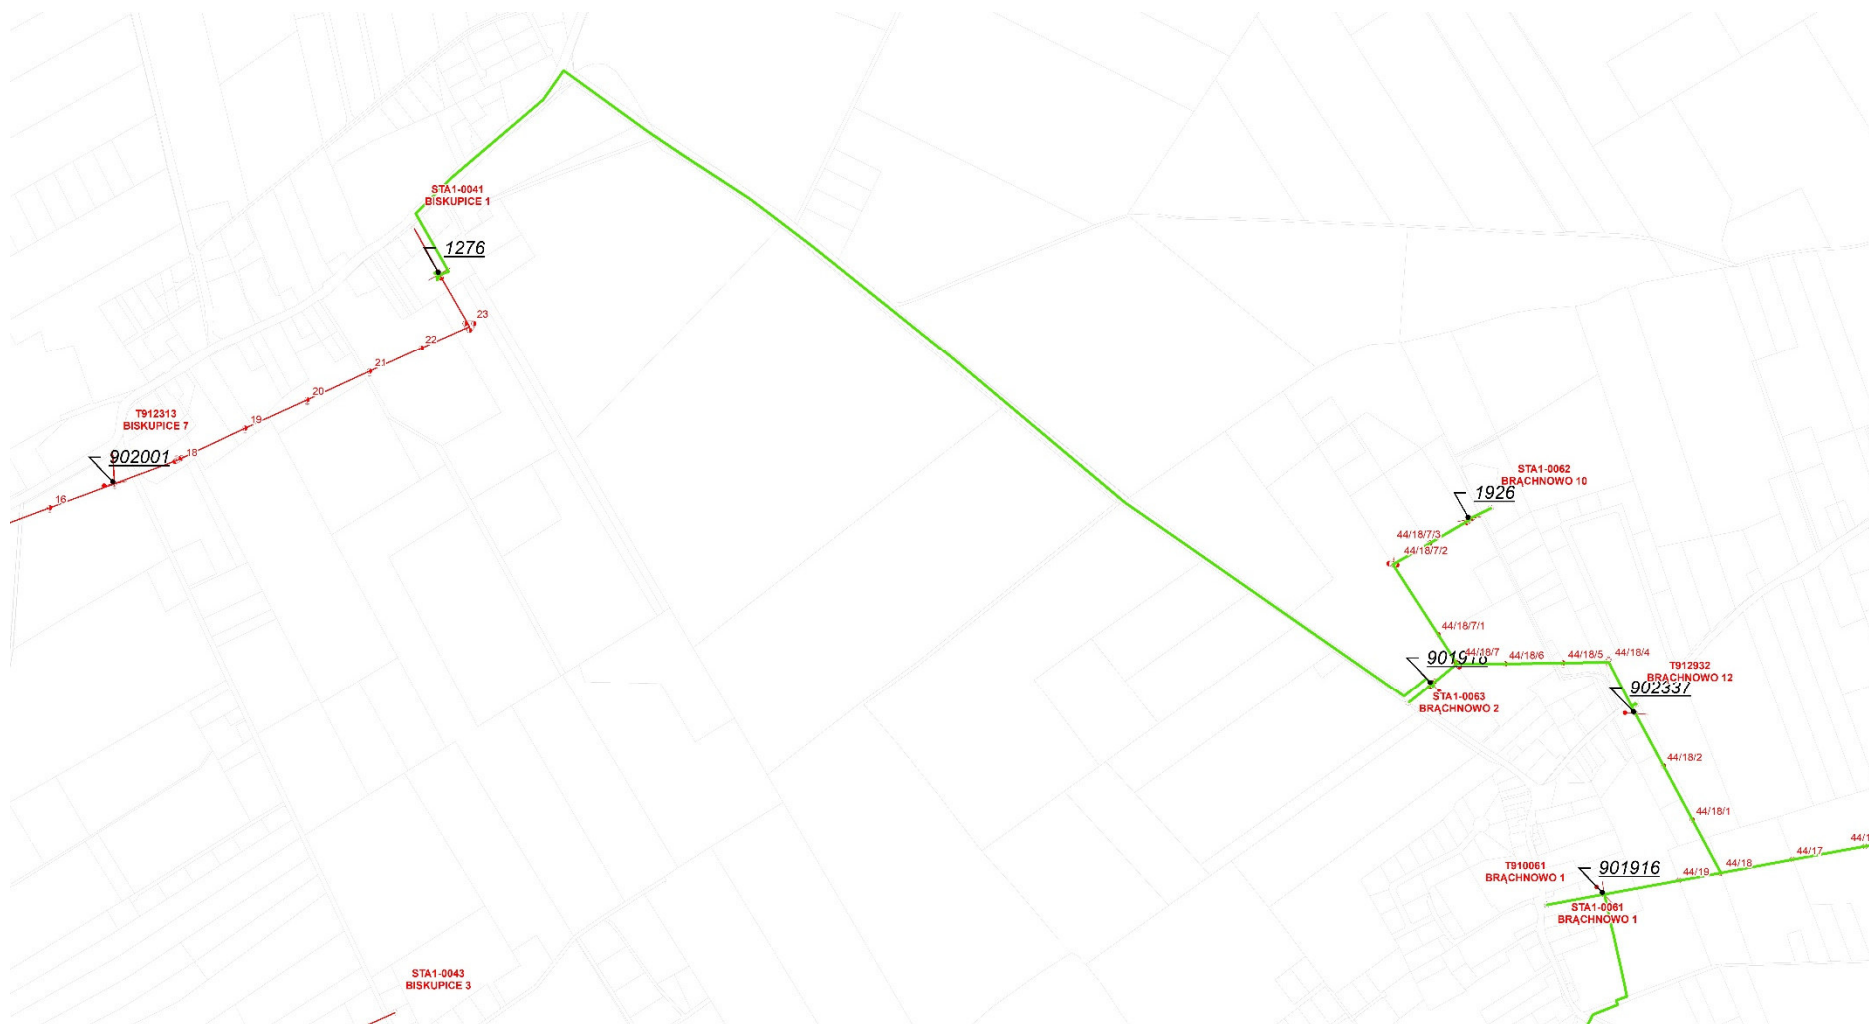 STA1-0041
BISKUPICE 1
1276
23
22
21
20
T912313
BISKUPICE 7
19
18
902001
16
STA1-0062
BRĄCHNOWO 10
1926
44/18/7/3
44/18/7/2
44/18/7/1
44/18/7
44/18/6
44/18/5
44/18/4
T912932
BRĄCHNOWO 12
902337
STA1-0063
BRĄCHNOWO 2
44/18/2
44/18/1
44/17
44/18
44/19
T910061
BRĄCHNOWO 1
901916
STA1-0061
BRĄCHNOWO 1
STA1-0043
BISKUPICE 3